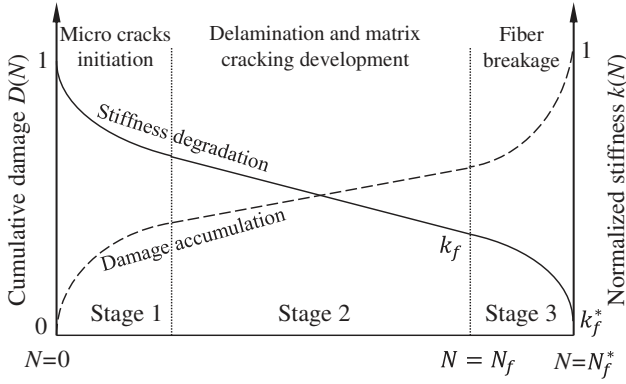 Micro cracks
initiation
Delamination and matrix
cracking development
Fiber
breakage
1
1
Cumulative damage D(N)
Normalized stiffness k(N)
Stiffness degradation
Damage accumulation
k_f
k_f^*
0
Stage 1
Stage 2
Stage 3
N=0
N = N_f
N=N_f^*